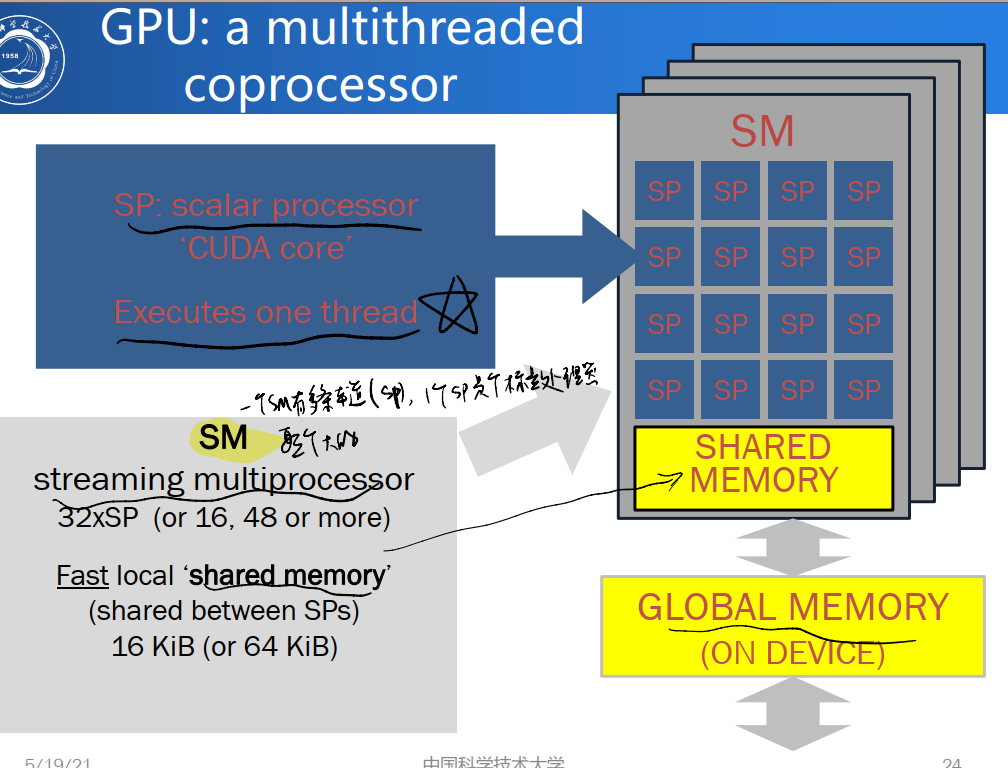 GPU: a multithreaded
coprocessor
1958
SP: scalar processor
‘CUDA core’
Executes one thread
SM
SP SP SP SP
SP SP SP SP
SP SP SP SP
SP SP SP SP
SHARED
MEMORY
一个SM有多条车道(SP), 1个SP是个标量处理器
SM
整个大的
streaming multiprocessor
32xSP (or 16, 48 or more)
Fast local ‘shared memory’
(shared between SPs)
16 KiB (or 64 KiB)
GLOBAL MEMORY
(ON DEVICE)
5/19/21
中国科学技术大学
24